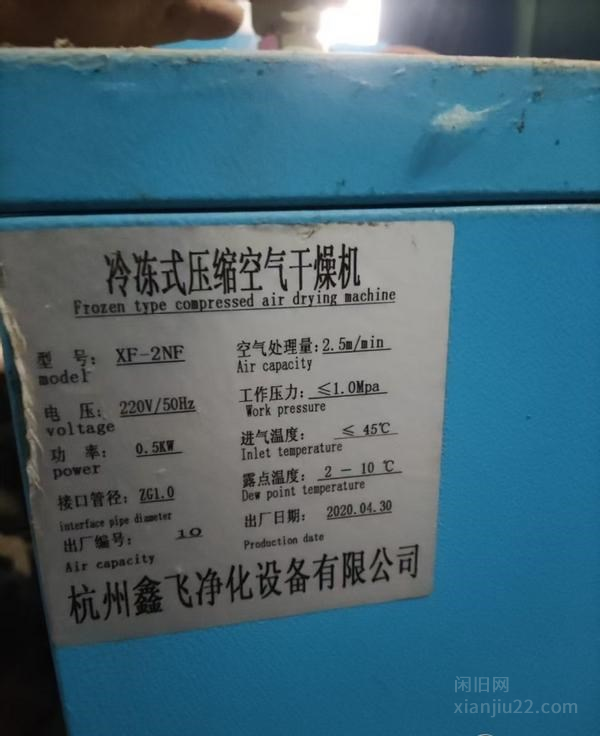 冷冻式压缩空气干燥机
Frozen type compressed air drying machine
型 号: XF-2NF
model
电 压: 220V/50Hz
voltage
功 率: 0.5KW
power
接口管径: ZG1.0
interface pipe diameter
出厂编号: 10
Air capacity
空气处理量: 2.5m/min
Air capacity
工作压力: ≤1.0Mpa
Work pressure
进气温度: ≤ 45℃
Inlet temperature
露点温度: 2 - 10 ℃
Dew point temperature
出厂日期: 2020.04.30
Production date
杭州鑫飞净化设备有限公司
闲旧网
xianjiu22.com